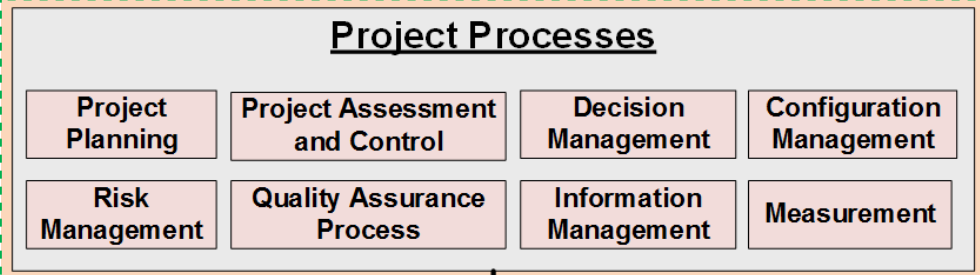 Project Processes
Project
Planning
Project Assessment
and Control
Decision
Management
Configuration
Management
Risk
Management
Quality Assurance
Process
Information
Management
Measurement